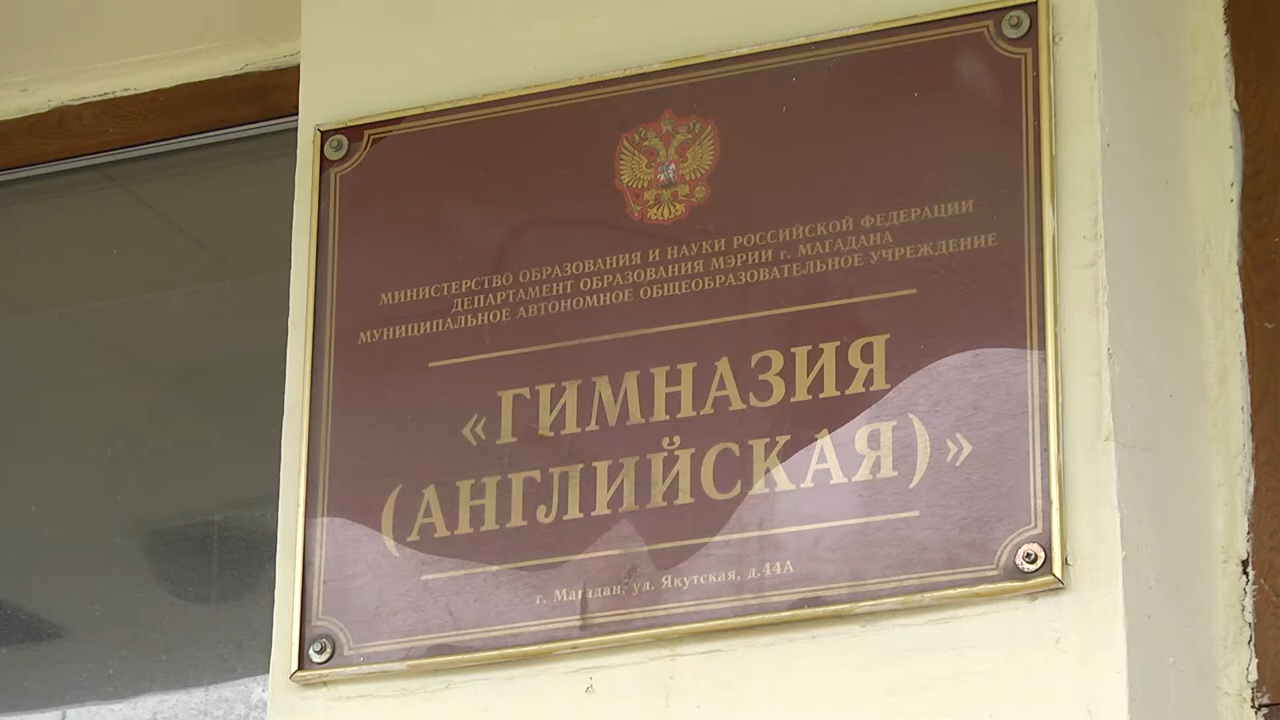 МИНИСТЕРСТВО ОБРАЗОВАНИЯ И НАУКИ РОССИЙСКОЙ ФЕДЕРАЦИИ
ДЕПАРТАМЕНТ ОБРАЗОВАНИЯ МЭРИИ г. МАГАДАНА
МУНИЦИПАЛЬНОЕ АВТОНОМНОЕ ОБЩЕОБРАЗОВАТЕЛЬНОЕ УЧРЕЖДЕНИЕ
«ГИМНАЗИЯ
(АНГЛИЙСКАЯ)»
г. Магадан, ул. Якутская, д.44А